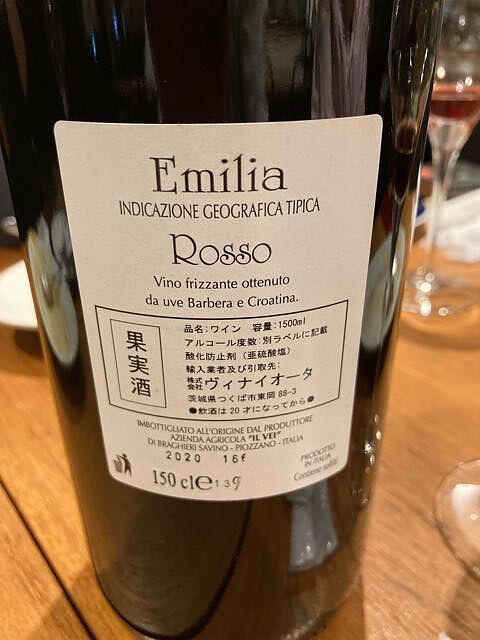 Emilia
INDICAZIONE GEOGRAFICA TIPICA
Rosso
Vino frizzante ottenuto
da uve Barbera e Croatina.
果実酒
品名:ワイン 容量:1500ml
アルコール度数:別ラベルに記載
酸化防止剤(亜硫酸塩)
輸入業者及び引取先:
株式会社ヴィナイオータ
茨城県つくば市東岡 88-3
●飲酒は20才になってから●
IMBOTTIGLIATO ALL'ORIGINE DAL PRODUTTORE
AZIENDA AGRICOLA "IL VEI"
DI BRAGHIERI SAVINO - PIOZZANO - ITALIA
2020 16
PRODOTTO
IN ITALIA
Contiene solfiti
150 cl e 13%